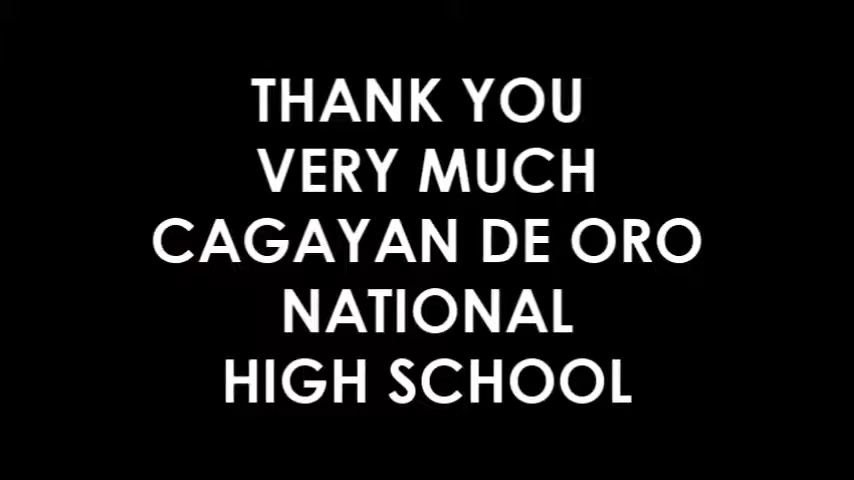 THANK YOU
VERY MUCH
CAGAYAN DE ORO
NATIONAL
HIGH SCHOOL